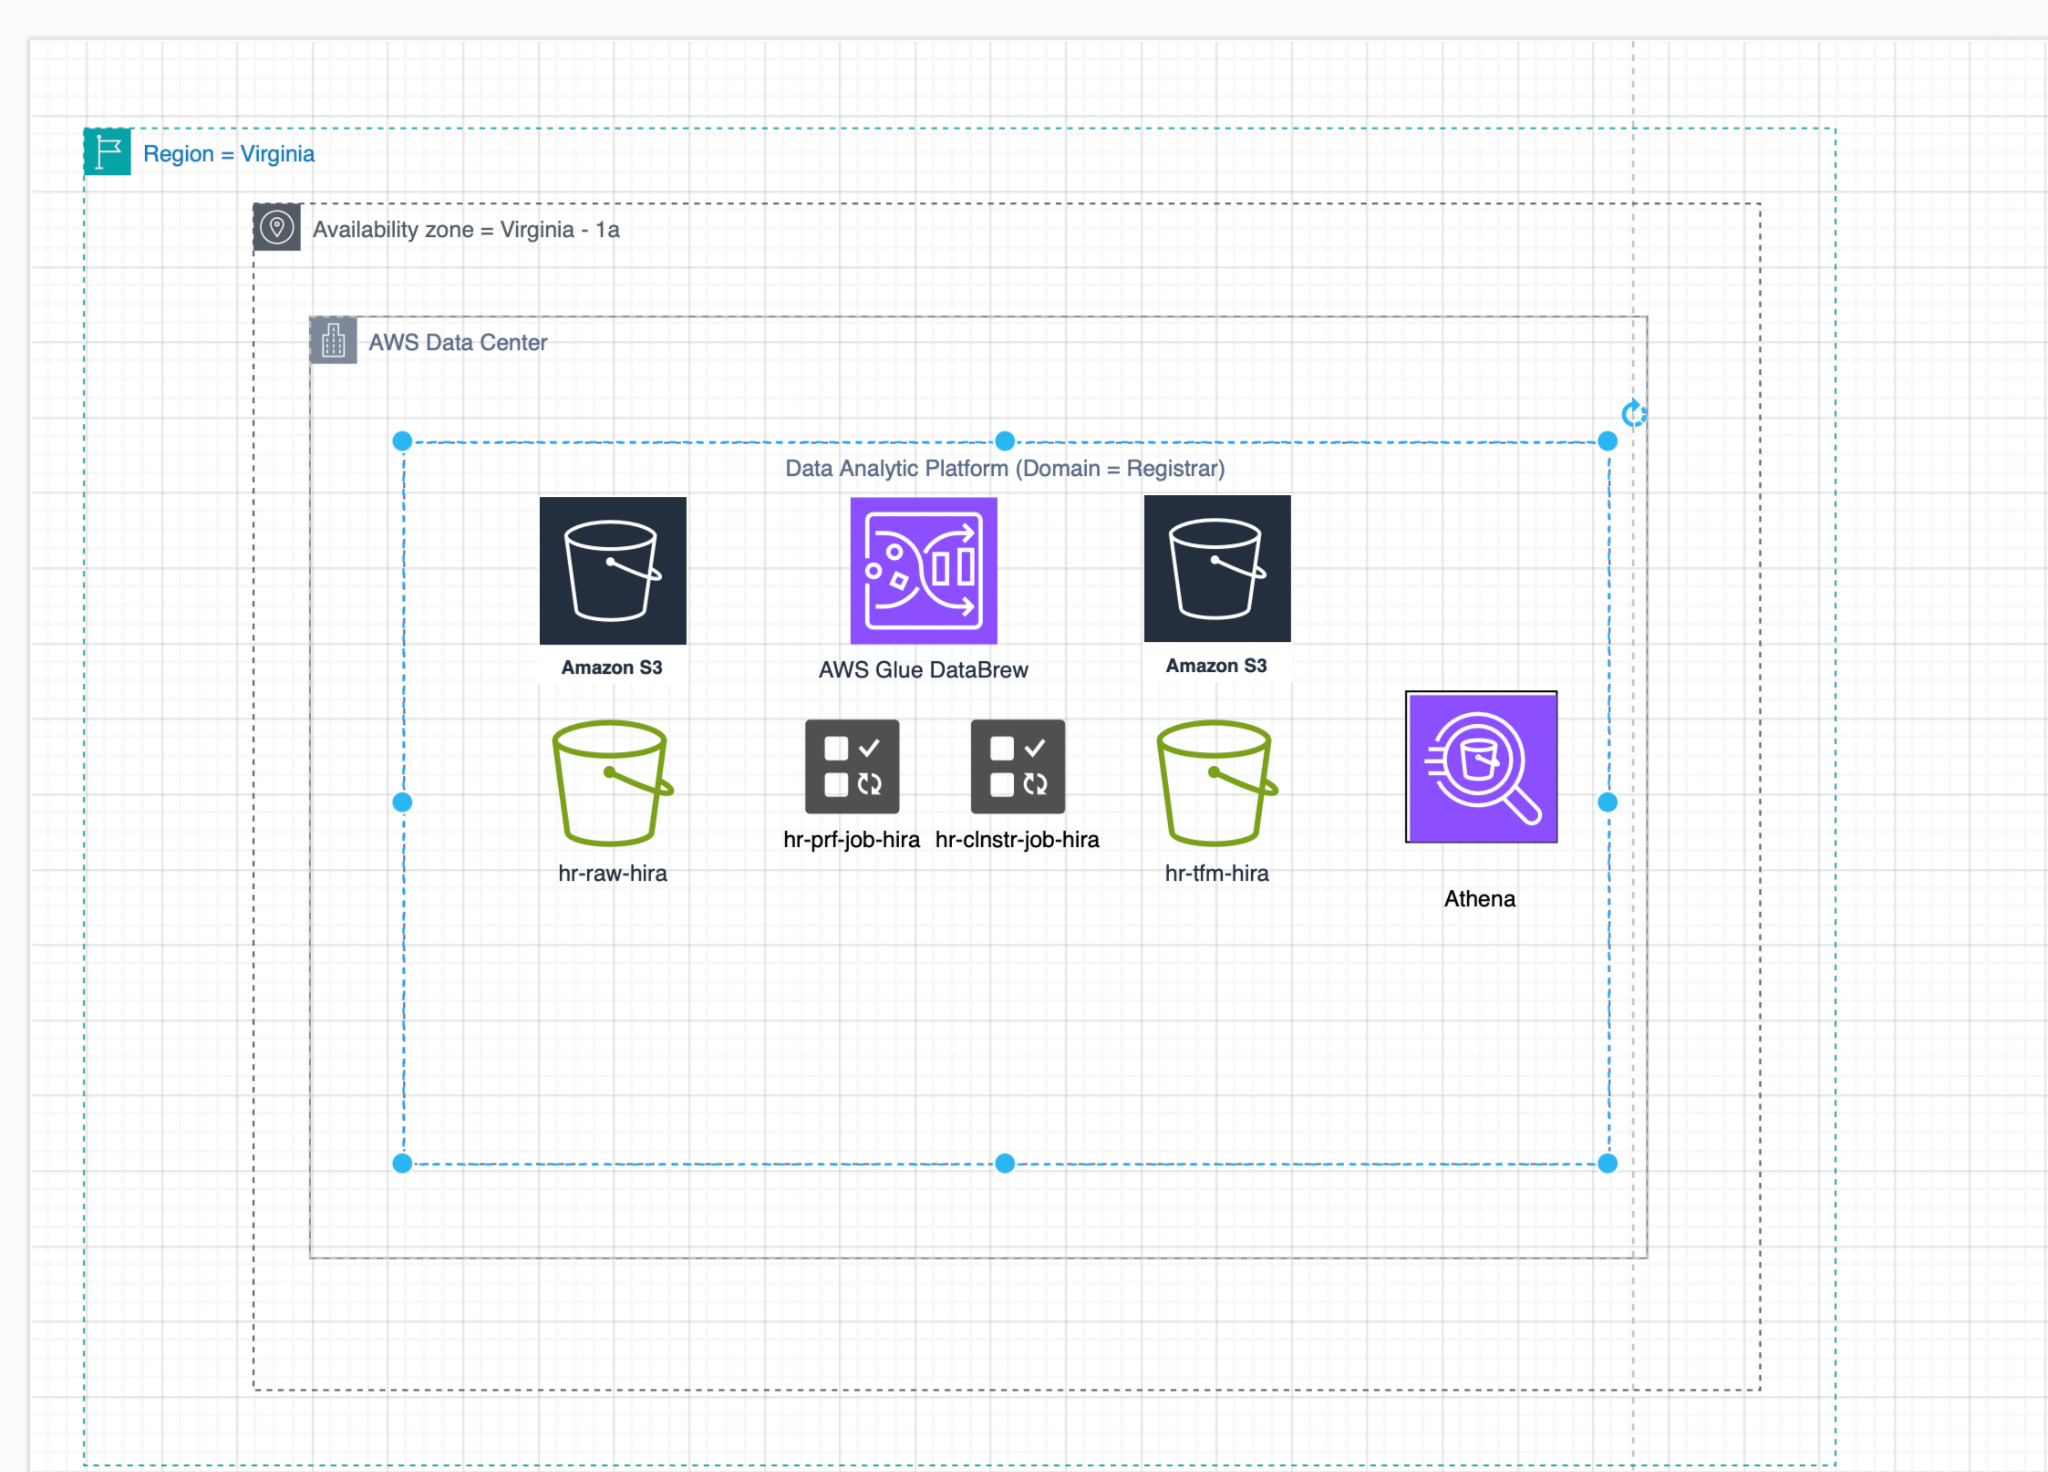 Region = Virginia
Availability zone = Virginia - 1a
AWS Data Center
Data Analytic Platform (Domain = Registrar)
Amazon S3
AWS Glue DataBrew
Amazon S3
hr-prf-job-hira
hr-clnstr-job-hira
hr-raw-hira
hr-tfm-hira
Athena